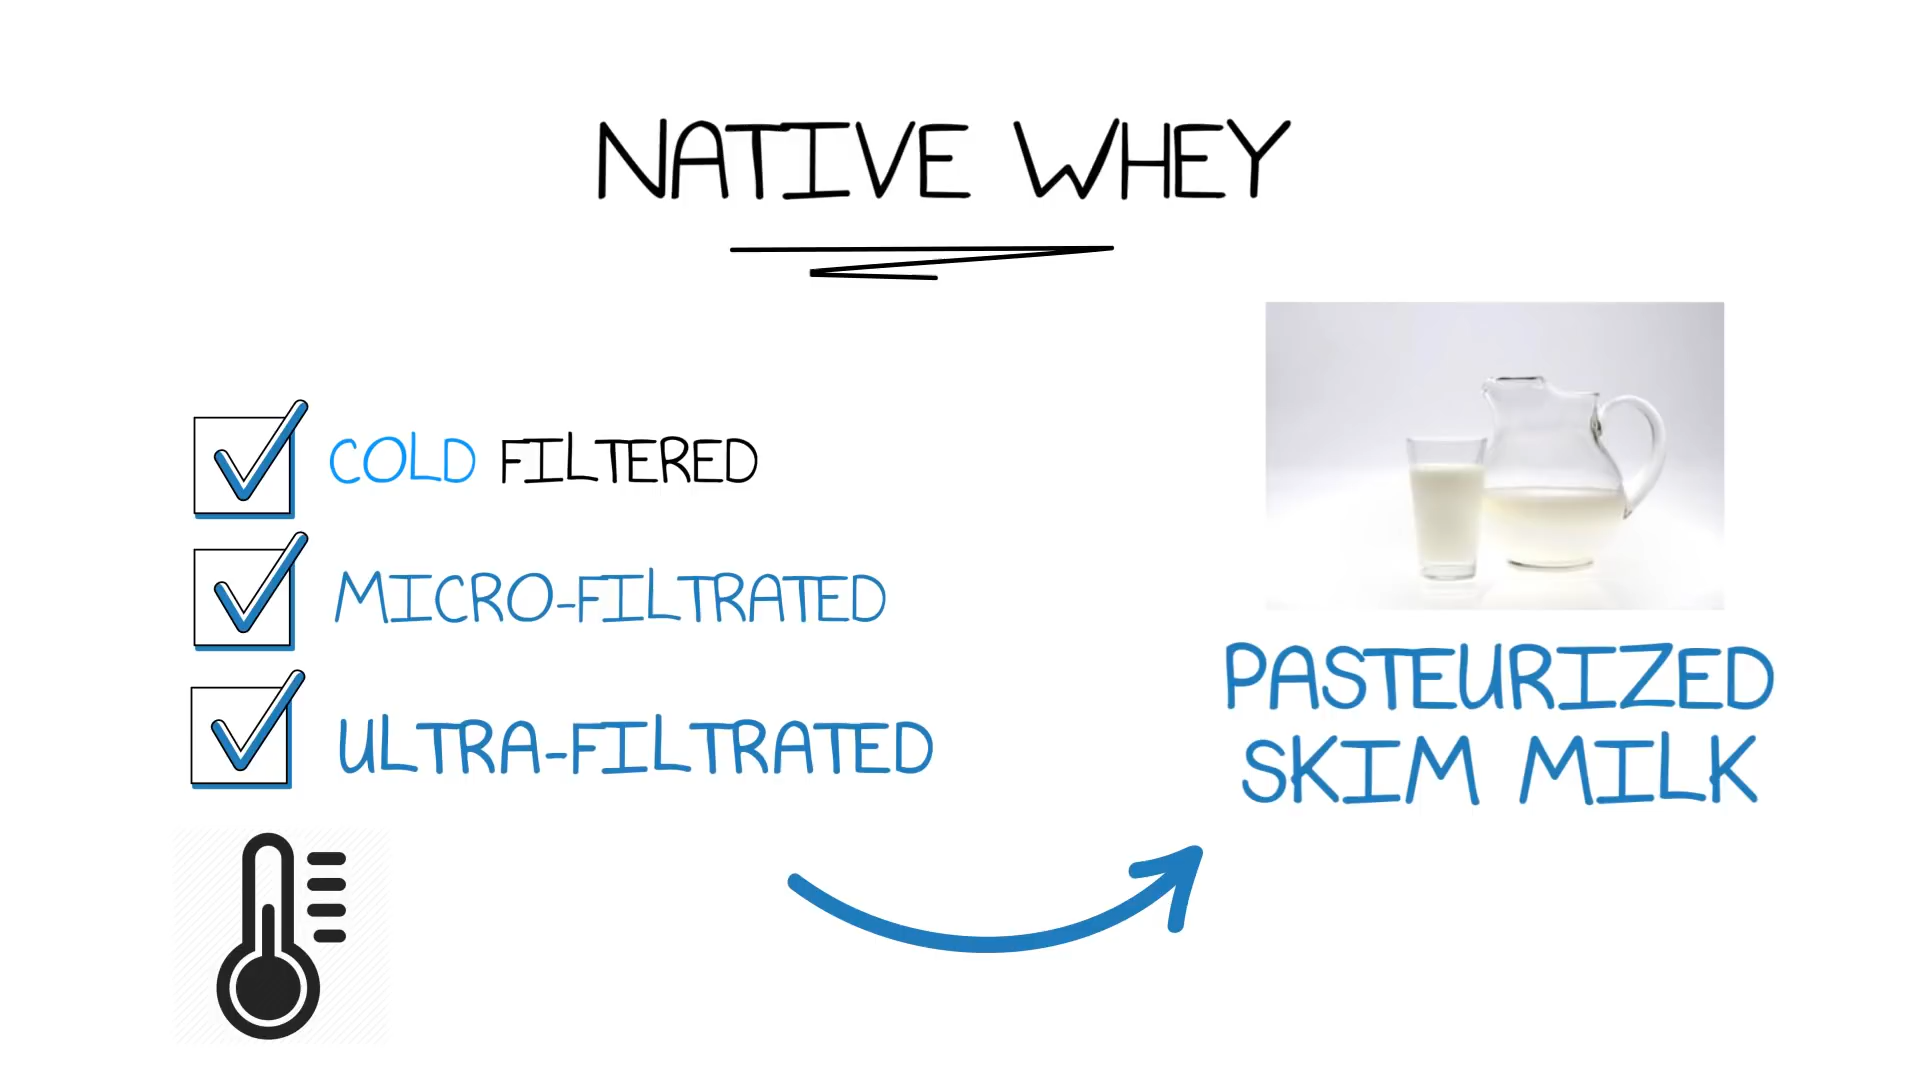 NATIVE WHEY
COLD FILTERED
MICRO-FILTRATED
ULTRA-FILTRATED
PASTEURIZED
SKIM MILK